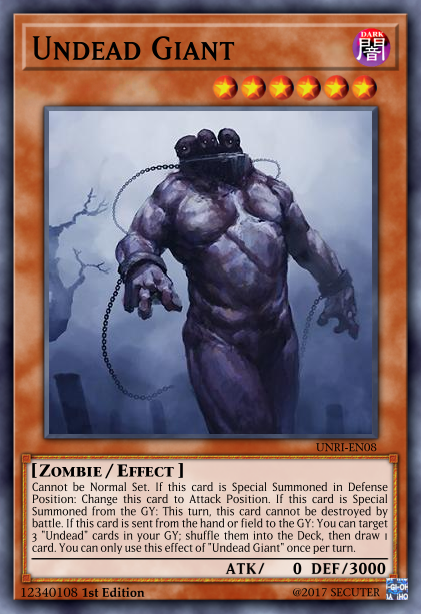 UNDEAD GIANT
DARK
闇
UNRI-EN08
[ZOMBIE / EFFECT ]
Cannot be Normal Set. If this card is Special Summoned in Defense
Position: Change this card to Attack Position. If this card is Special
Summoned from the GY: This turn, this card cannot be destroyed by
battle. If this card is sent from the hand or field to the GY: You can target
3 "Undead" cards in your GY; shuffle them into the Deck, then draw 1
card. You can only use this effect of "Undead Giant" once per turn.
ATK/ 0 DEF/3000
12340108 1st Edition
©2017 SECUTER